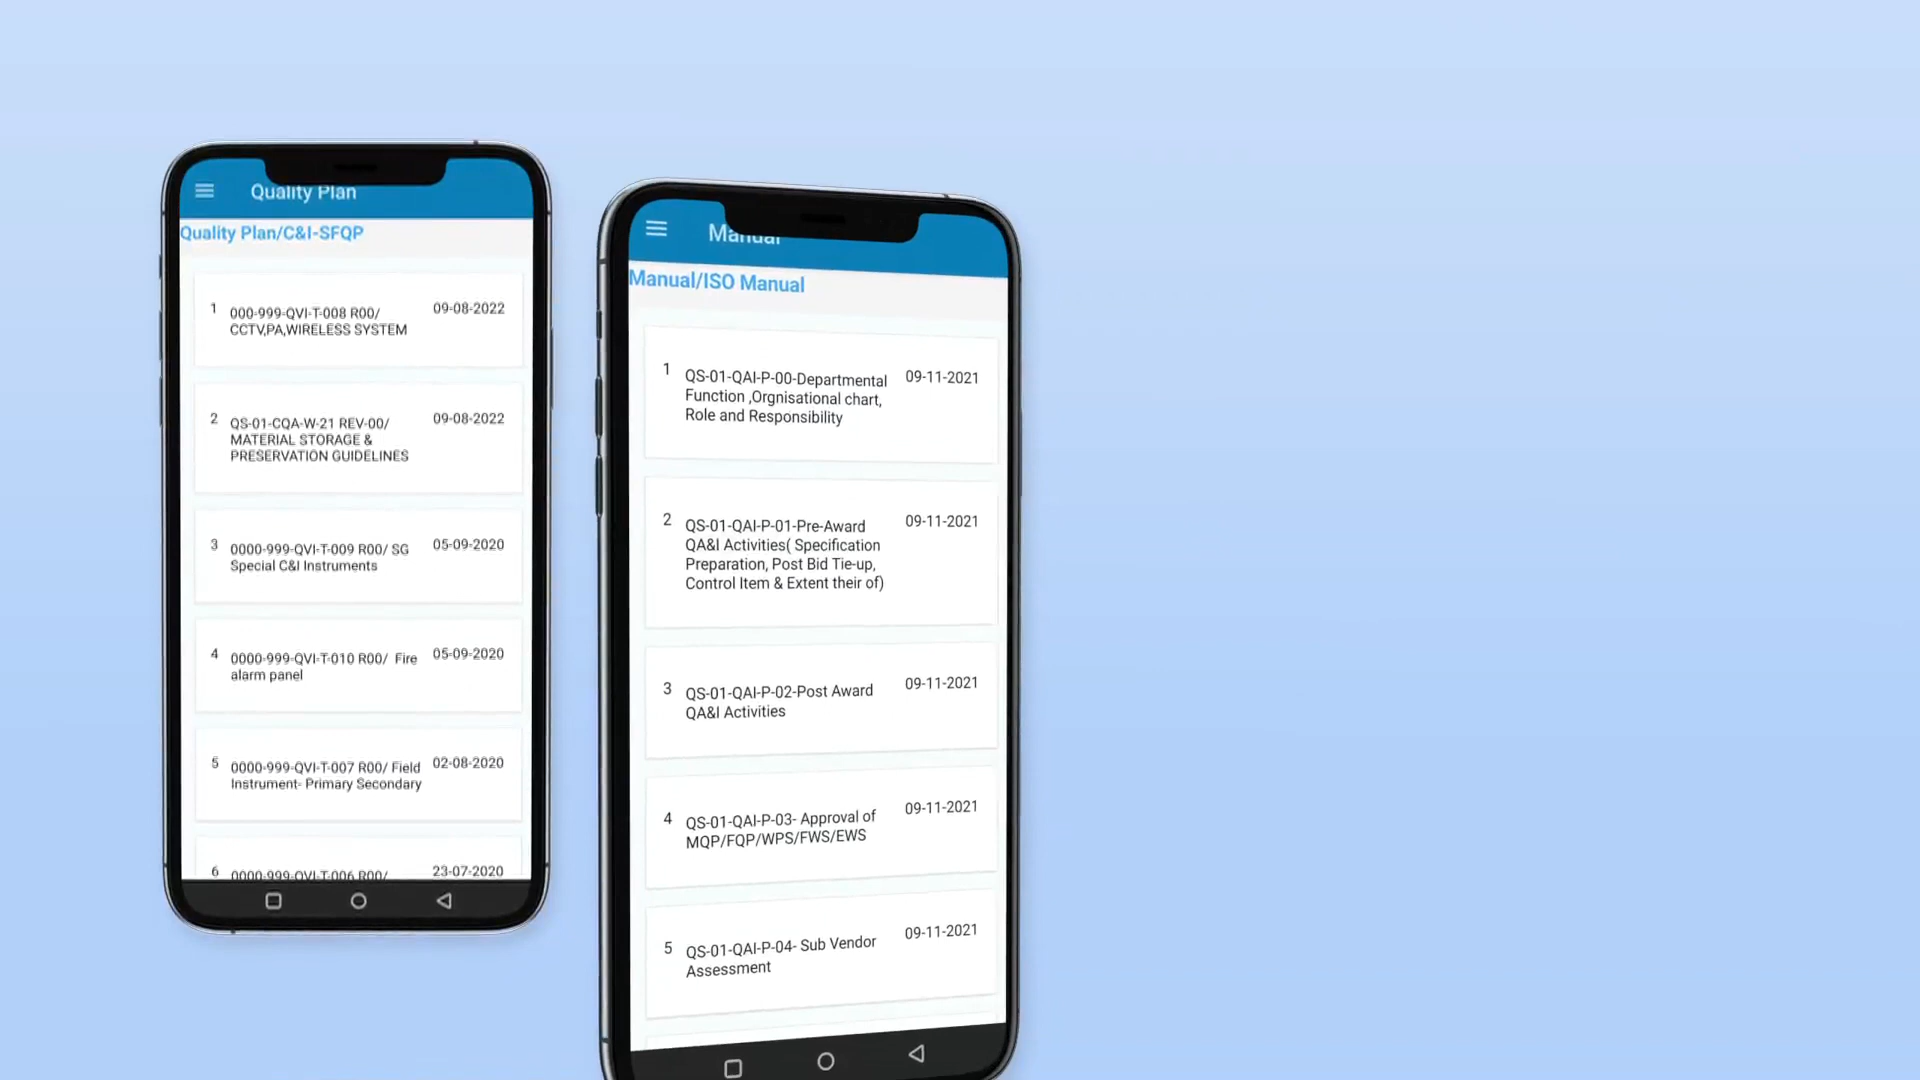 Quality Plan
Quality Plan/C&I-SFQP
1
000-999-QVI-T-008 R00/
CCTV,PA,WIRELESS SYSTEM
09-08-2022
2
QS-01-CQA-W-21 REV-00/
MATERIAL STORAGE &
PRESERVATION GUIDELINES
09-08-2022
3
0000-999-QVI-T-009 R00/ SG
Special C&I Instruments
05-09-2020
4
0000-999-QVI-T-010 R00/ Fire
alarm panel
05-09-2020
5
0000-999-QVI-T-007 R00/ Field
Instrument- Primary Secondary
02-08-2020
6
0000-999-QVI-T-006 R00/
23-07-2020
Manual
Manual/ISO Manual
1
QS-01-QAI-P-00-Departmental
Function ,Orgnisational chart,
Role and Responsibility
09-11-2021
2
QS-01-QAI-P-01-Pre-Award
QA&I Activities( Specification
Preparation, Post Bid Tie-up,
Control Item & Extent their of)
09-11-2021
3
QS-01-QAI-P-02-Post Award
QA&I Activities
09-11-2021
4
QS-01-QAI-P-03- Approval of
MQP/FQP/WPS/FWS/EWS
09-11-2021
5
QS-01-QAI-P-04- Sub Vendor
Assessment
09-11-2021